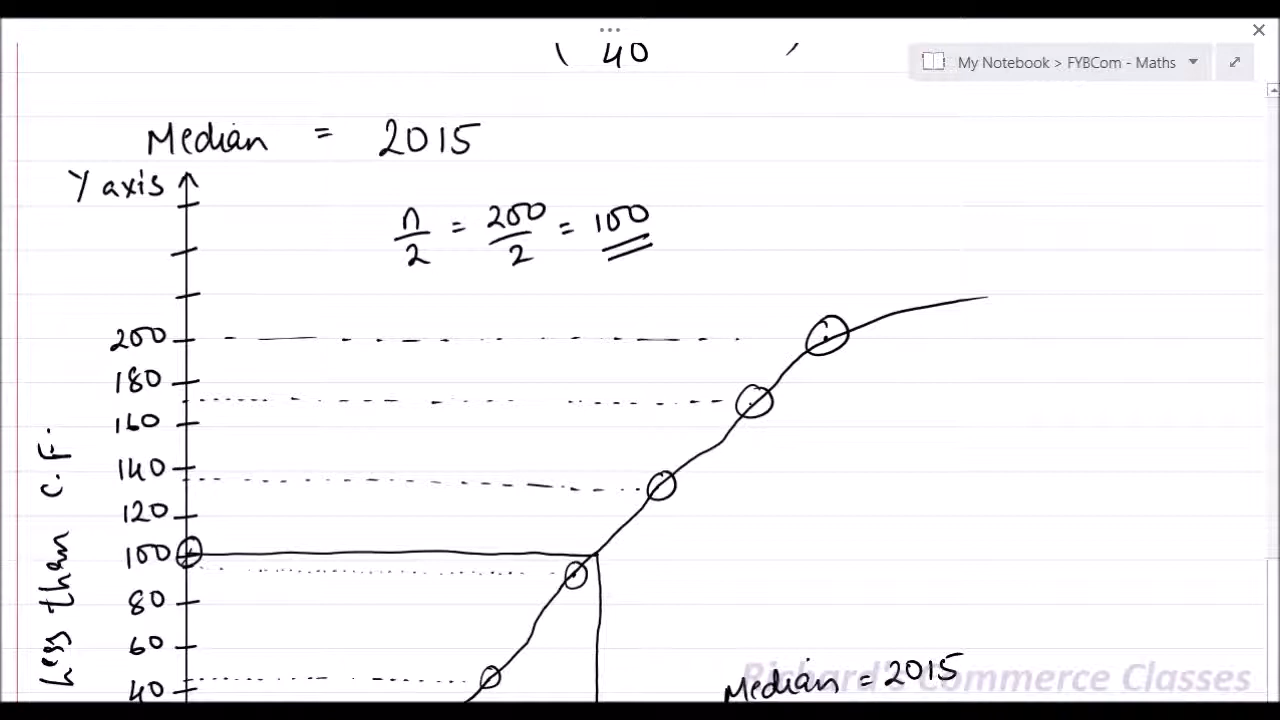 ( 40 )
My Notebook > FYBCom - Maths
Median = 2015
Y axis
n/2 = 200/2 = 100
200
180
160
140
120
100
80
60
40
Less than C.F.
Richard's Commerce Classes
Median = 2015